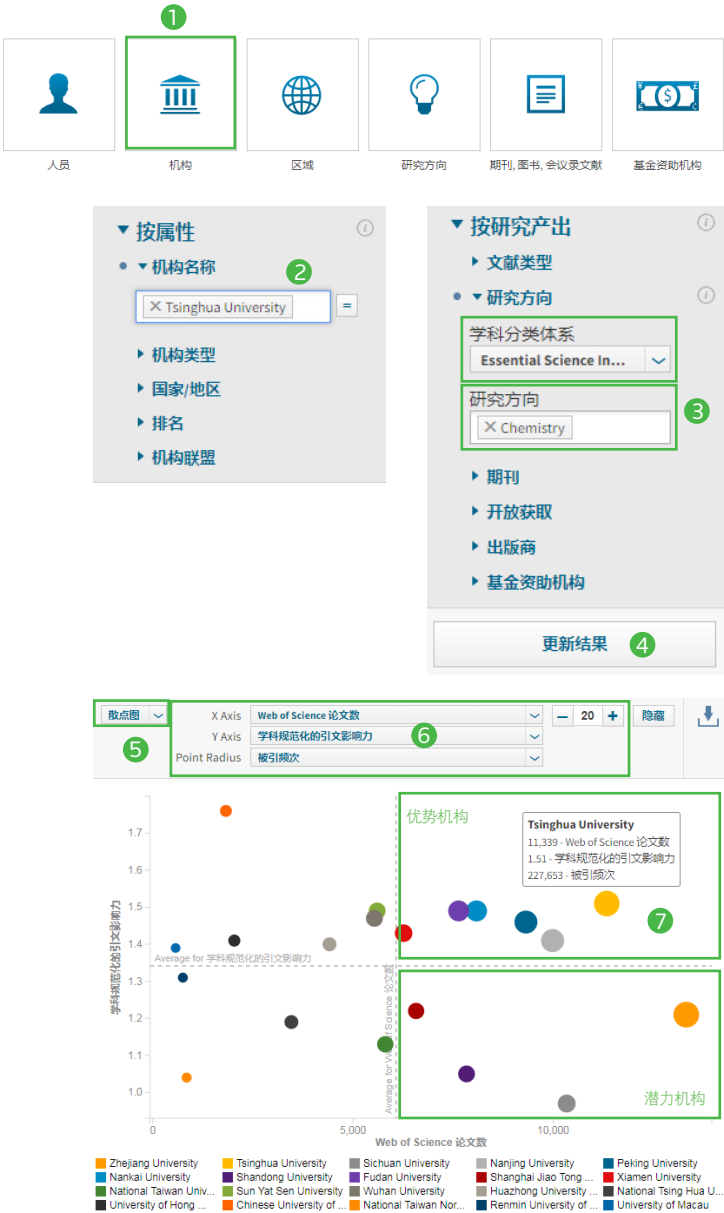 1
人员 机构 区域 研究方向 期刊, 图书, 会议录文献 基金资助机构
按属性
机构名称
2
Tsinghua University =
机构类型
国家/地区
排名
机构联盟
按研究产出
文献类型
研究方向
学科分类体系
Essential Science In...
研究方向
3
Chemistry
期刊
开放获取
出版商
基金资助机构
更新结果 4
散点图
5
X Axis Web of Science 论文数
Y Axis 学科规范化的引文影响力
6
Point Radius 被引频次
20 隐藏
优势机构
Tsinghua University
11,339 - Web of Science 论文数
1.51 - 学科规范化的引文影响力
227,653 - 被引频次
7
1.7
1.6
1.5
1.4
1.3
1.2
1.1
1.0
学科规范化的引文影响力
Average for 学科规范化的引文影响力
Average for Web of Science 论文数
潜力机构
0 5,000 10,000
Web of Science 论文数
Zhejiang University Tsinghua University Sichuan University Nanjing University Peking University
Nankai University Shandong University Fudan University Shanghai Jiao Tong ... Xiamen University
National Taiwan Univ... Sun Yat Sen University Wuhan University Huazhong University ... National Tsing Hua U...
University of Hong ... Chinese University of ... National Taiwan Nor... Renmin University of ... University of Macau